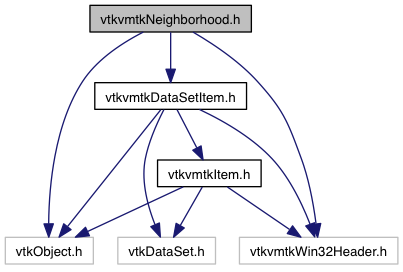 vtkvmtkNeighborhood.h
vtkvmtkDataSetItem.h
vtkvmtkItem.h
vtkObject.h
vtkDataSet.h
vtkvmtkWin32Header.h